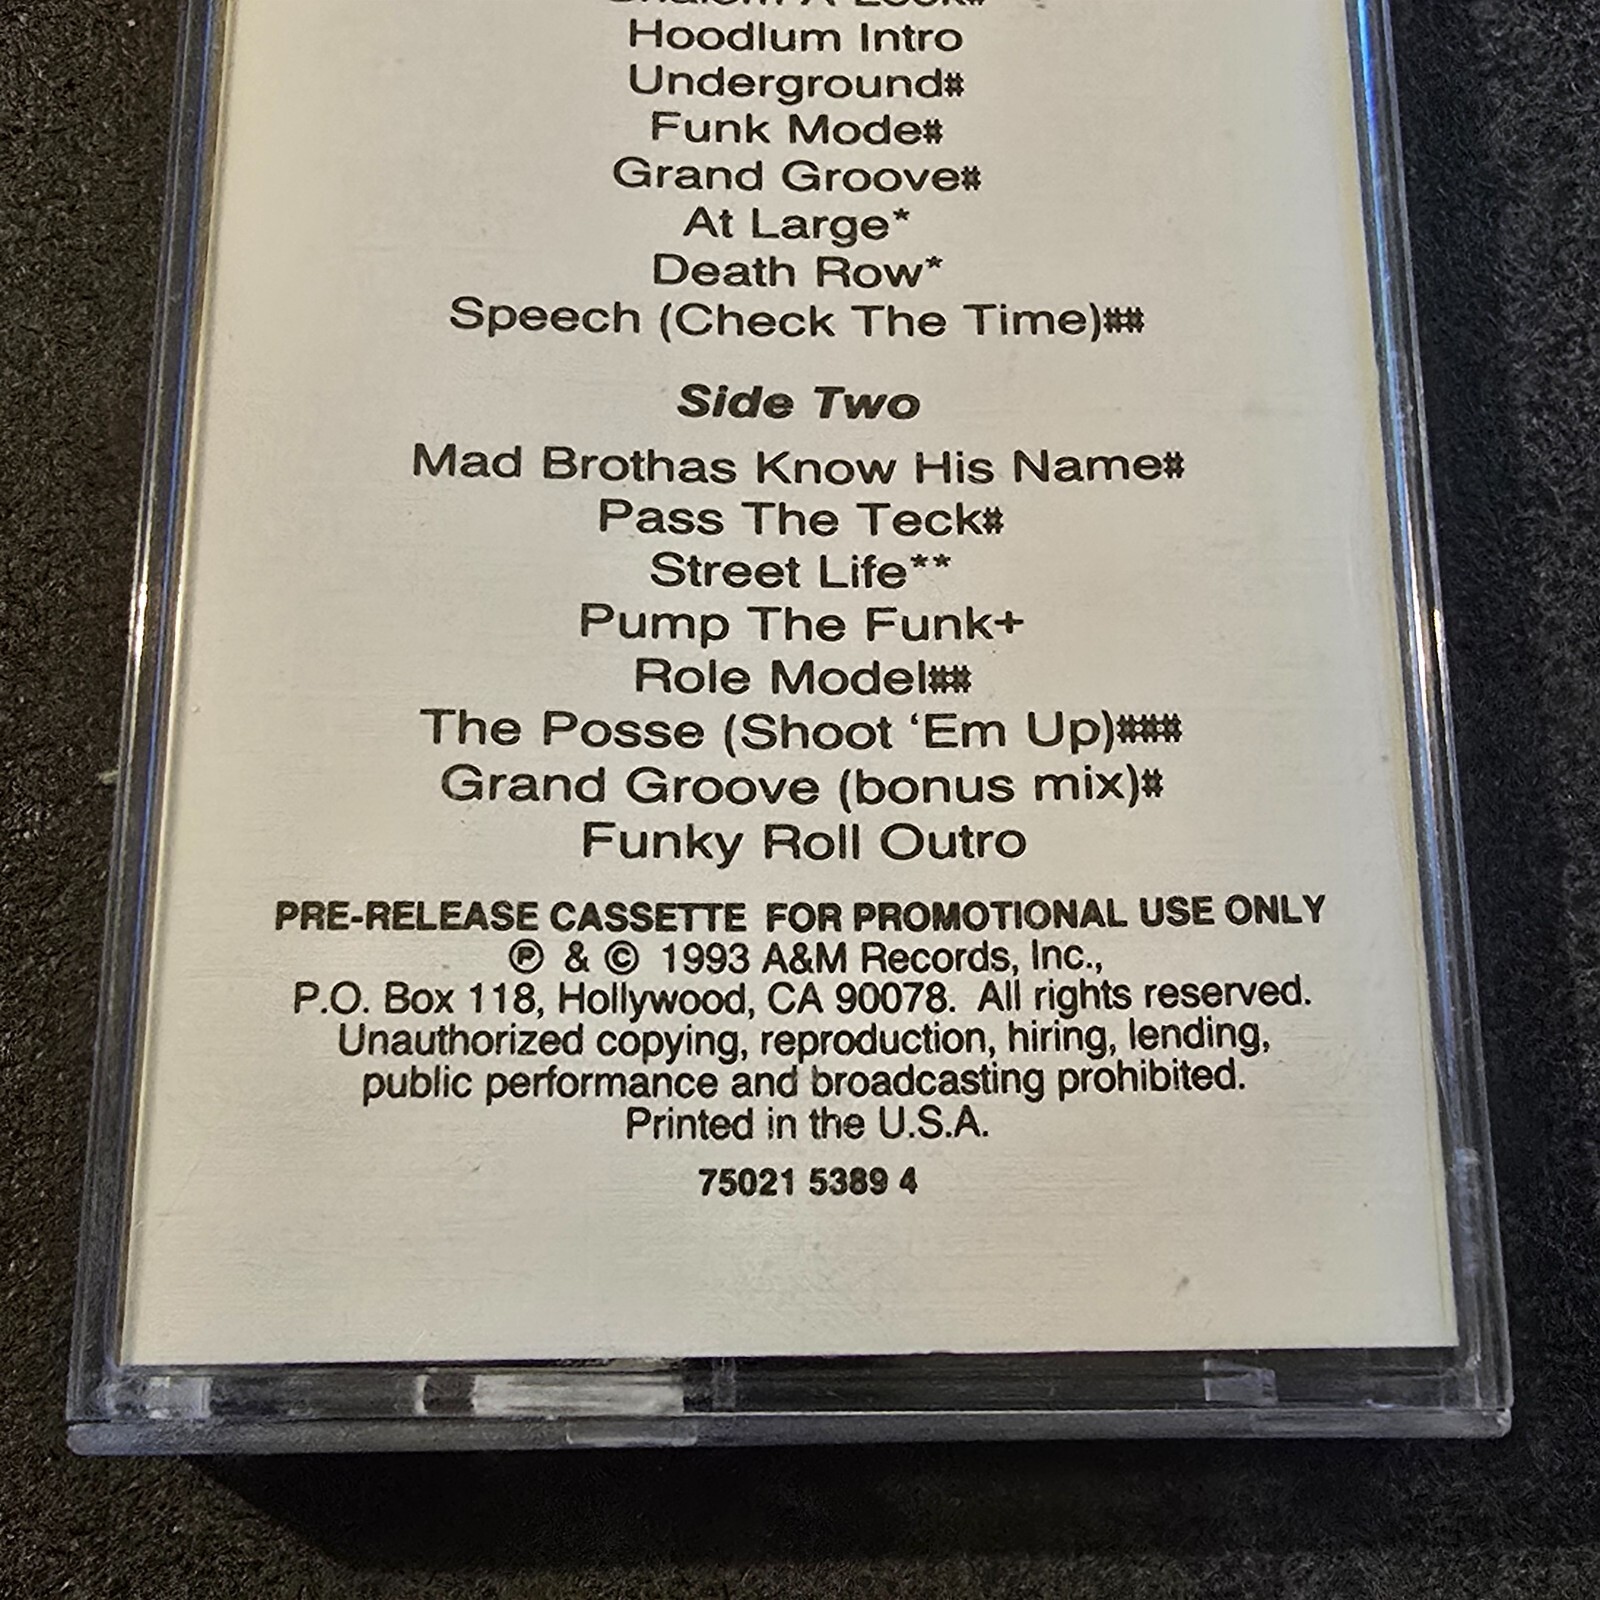 Hoodlum Intro
Underground#
Funk Mode#
Grand Groove#
At Large*
Death Row*
Speech (Check The Time)##
Side Two
Mad Brothas Know His Name#
Pass The Teck#
Street Life**
Pump The Funk+
Role Model##
The Posse (Shoot ‘Em Up)###
Grand Groove (bonus mix)#
Funky Roll Outro
PRE-RELEASE CASSETTE FOR PROMOTIONAL USE ONLY
℗ & © 1993 A&M Records, Inc.,
P.O. Box 118, Hollywood, CA 90078. All rights reserved.
Unauthorized copying, reproduction, hiring, lending,
public performance and broadcasting prohibited.
Printed in the U.S.A.
75021 5389 4